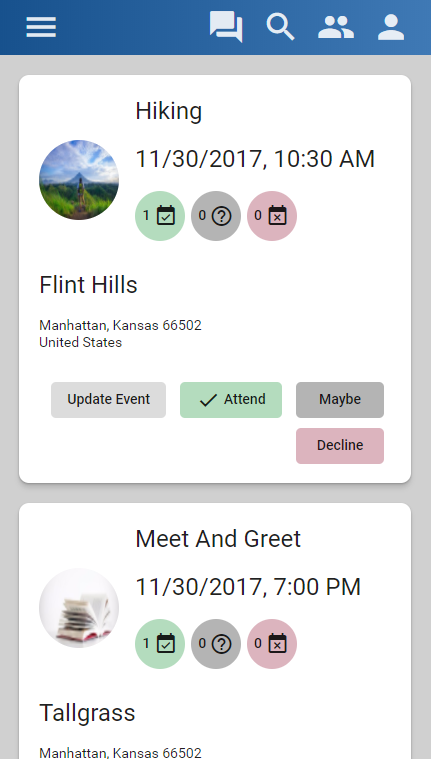 Hiking
11/30/2017, 10:30 AM
1 0 0
Flint Hills
Manhattan, Kansas 66502
United States
Update Event Attend Maybe
Decline
Meet And Greet
11/30/2017, 7:00 PM
1 0 0
Tallgrass
Manhattan, Kansas 66502